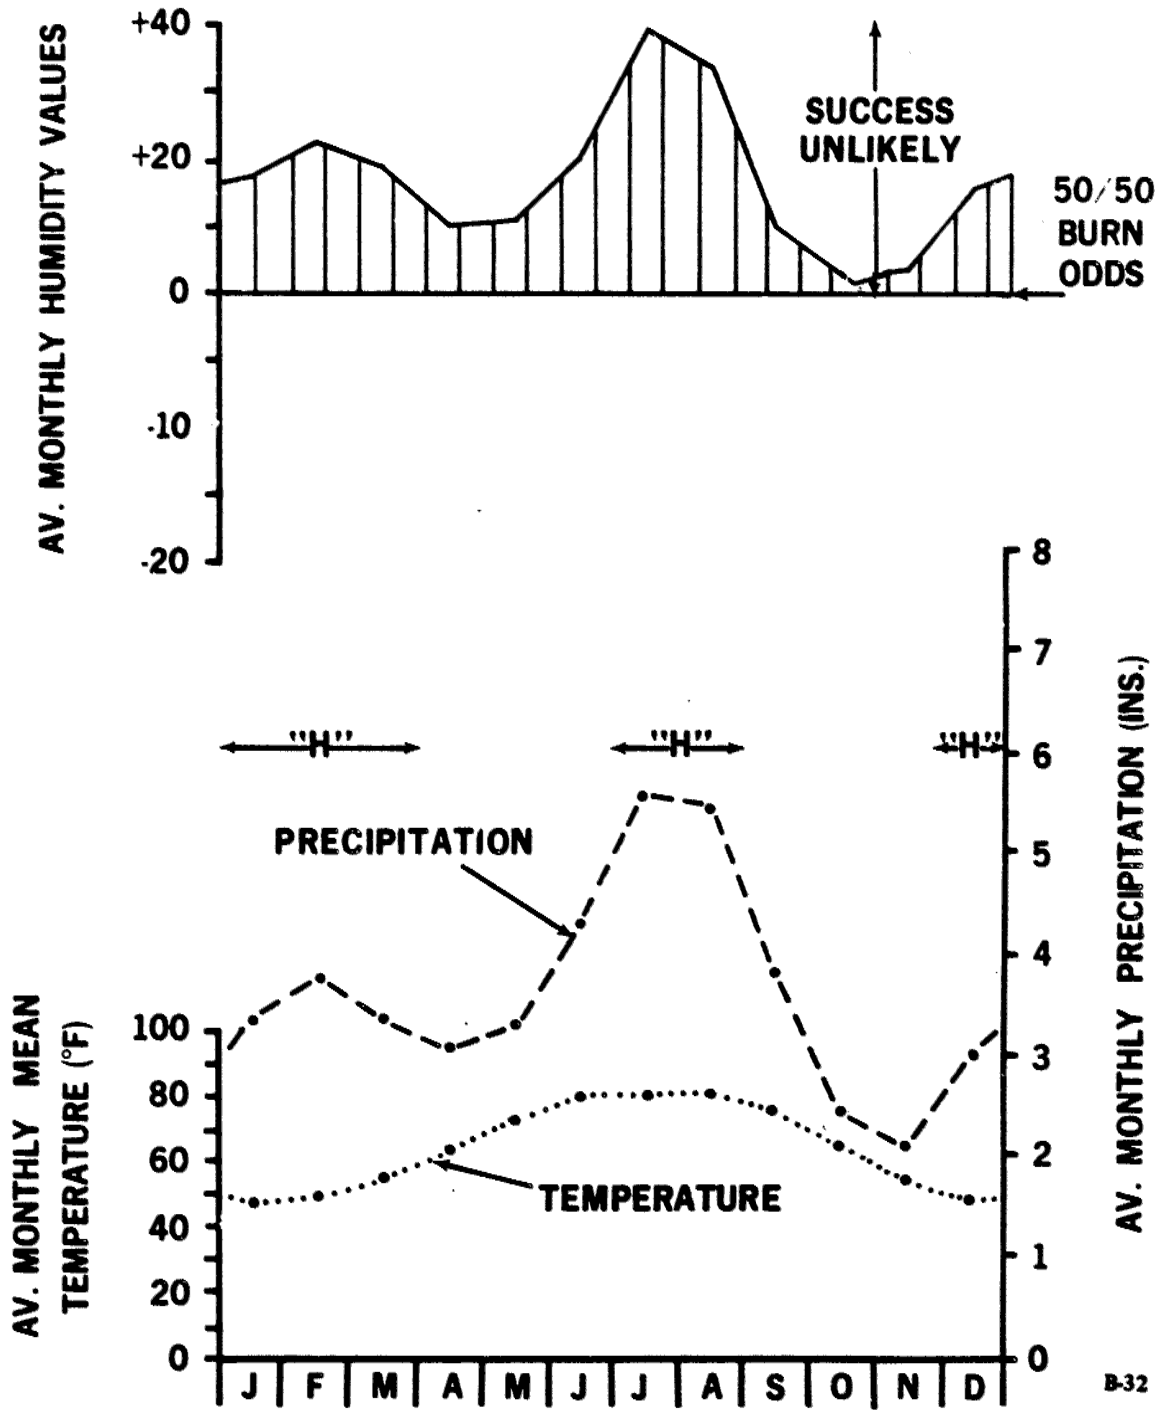 AV. MONTHLY HUMIDITY VALUES
+40
+20
0
-10
-20
SUCCESS
UNLIKELY
50/50
BURN
ODDS
"H"
"H"
"H"
PRECIPITATION
TEMPERATURE
AV. MONTHLY MEAN
TEMPERATURE (°F)
100
80
60
40
20
0
8
7
6
5
4
3
2
1
0
AV. MONTHLY PRECIPITATION (INS.)
J F M A M J J A S O N D
B-32